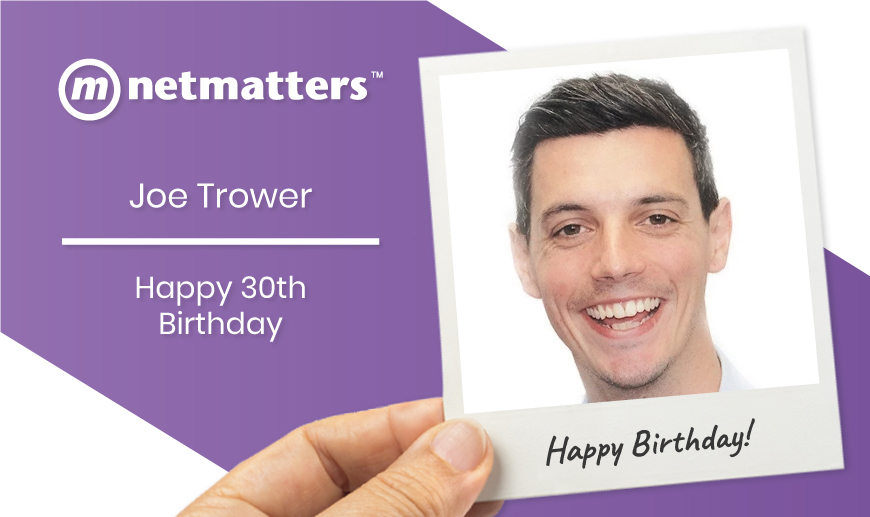 m netmatters™
Joe Trower
Happy 30th
Birthday
Happy Birthday!